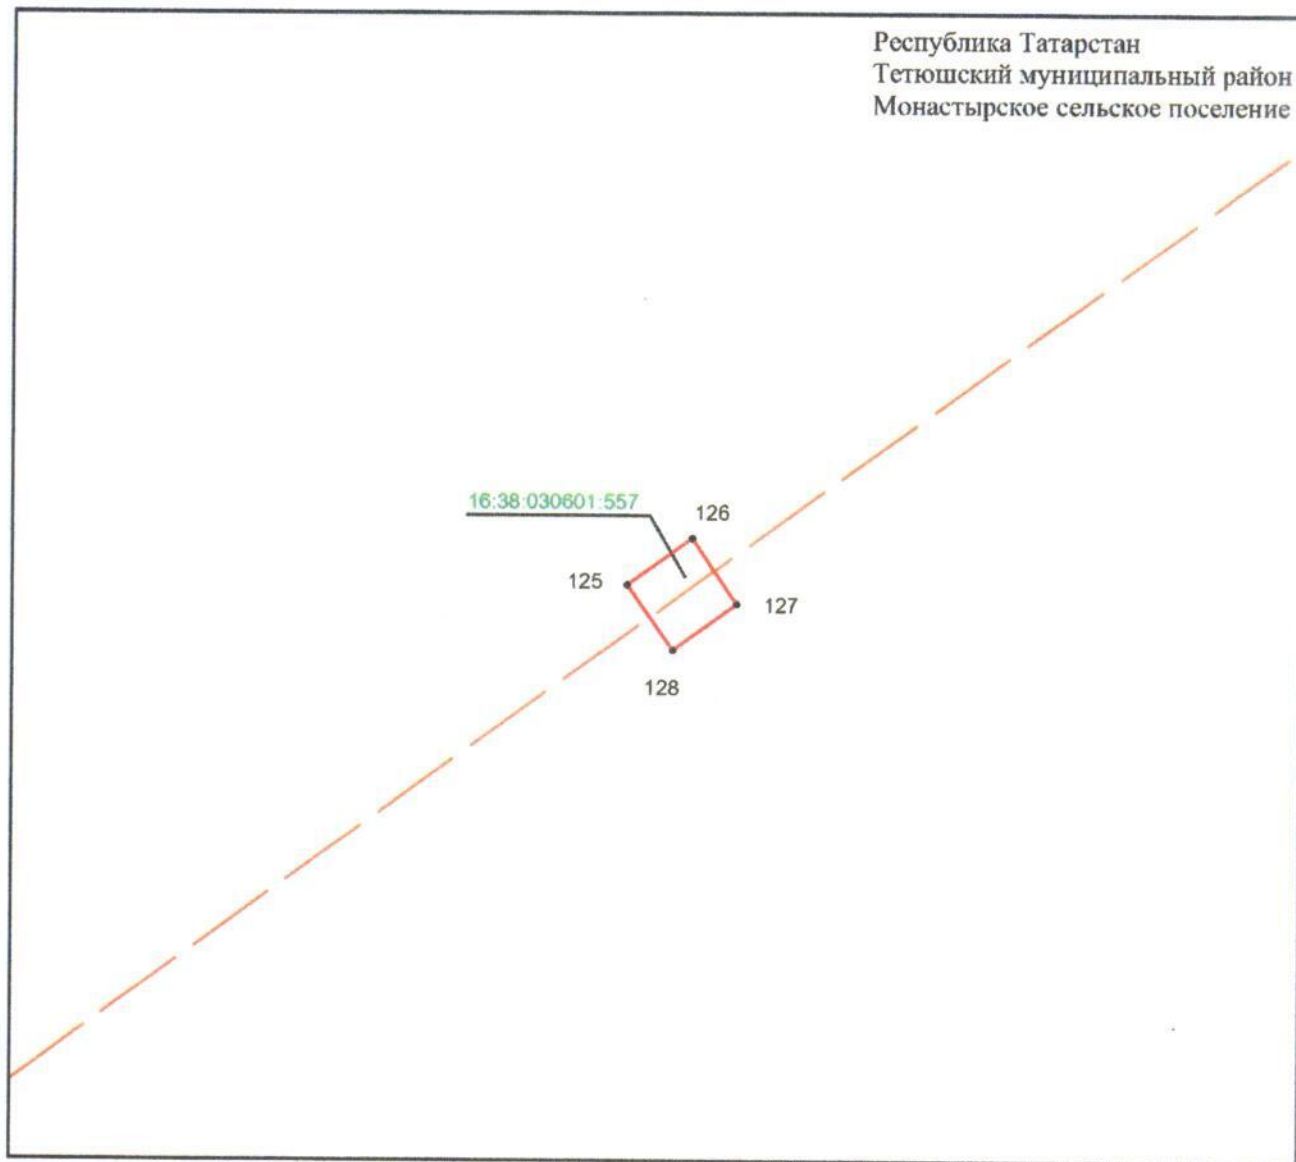 Республика Татарстан
Тетюшский муниципальный район
Монастырское сельское поселение
16:38:030601:557
126
125
127
128